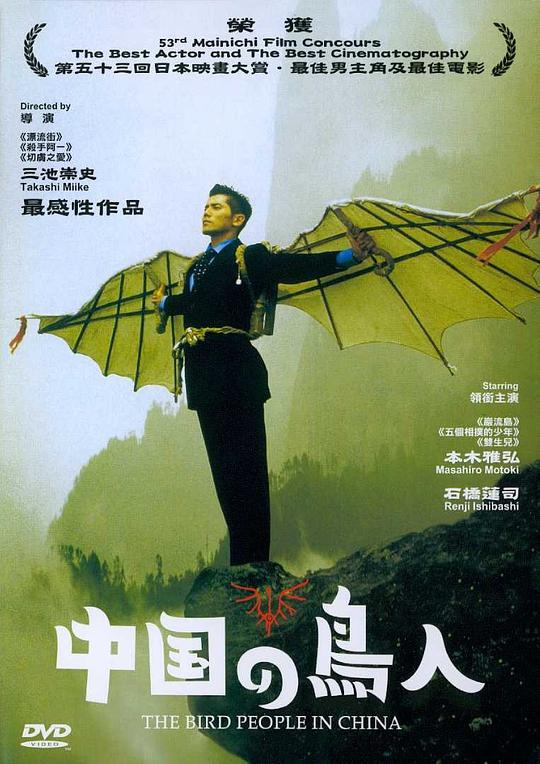 榮獲
53rd Mainichi Film Concours
The Best Actor and The Best Cinematography
第五十三回日本映畫大賞·最佳男主角及最佳電影
Directed by
導演
《漂流街》
《殺手阿一》
《切膚之愛》
三池崇史
Takashi Miike
最感性作品
Starring
領銜主演
《巖流島》
《五個相撲的少年》
《雙生兒》
本木雅弘
Masahiro Motoki
石橋蓮司
Renji Ishibashi
中国の鳥人
THE BIRD PEOPLE IN CHINA
DVD
VIDEO
TM